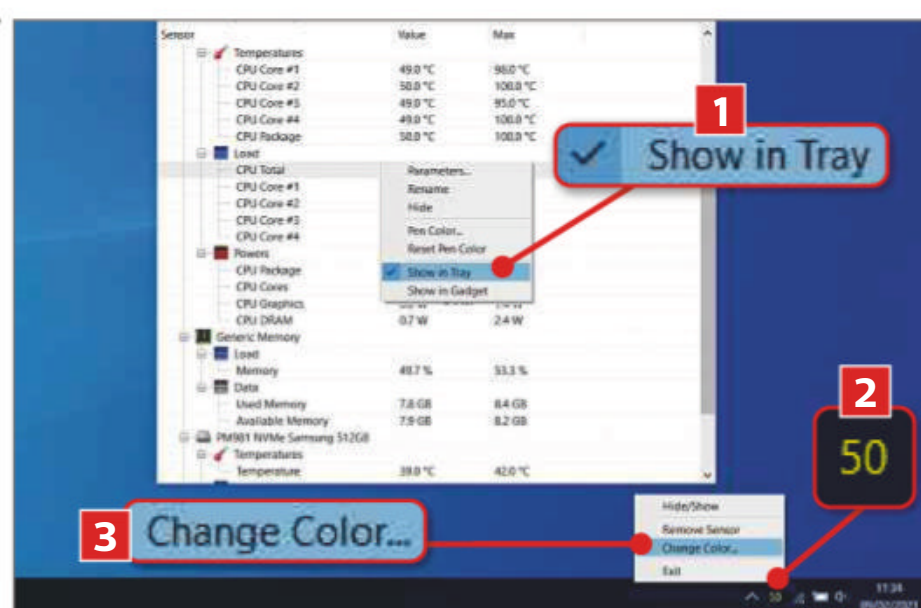 Sensor Value Max
Temperatures
CPU Core #1 49.0 °C 98.0 °C
CPU Core #2 50.0 °C 100.0 °C
CPU Core #3 49.0 °C 95.0 °C
CPU Core #4 49.0 °C 100.0 °C
CPU Package 50.0 °C 100.0 °C
Load
CPU Total
CPU Core #1
CPU Core #2
CPU Core #3
CPU Core #4
Powers
CPU Package
CPU Cores
CPU Graphics
CPU DRAM 0.7 W 2.4 W
Generic Memory
Load
Memory 49.7 % 53.3 %
Data
Used Memory 7.8 GB 8.4 GB
Available Memory 7.9 GB 8.2 GB
PM981 NVMe Samsung 512GB
Temperatures
Temperature 39.0 °C 42.0 °C
Parameters...
Rename
Hide
Pen Color...
Reset Pen Color
Show in Tray
Show in Gadget
1
Show in Tray
2
50
3
Change Color...
Hide/Show
Remove Sensor
Change Color...
Exit
50